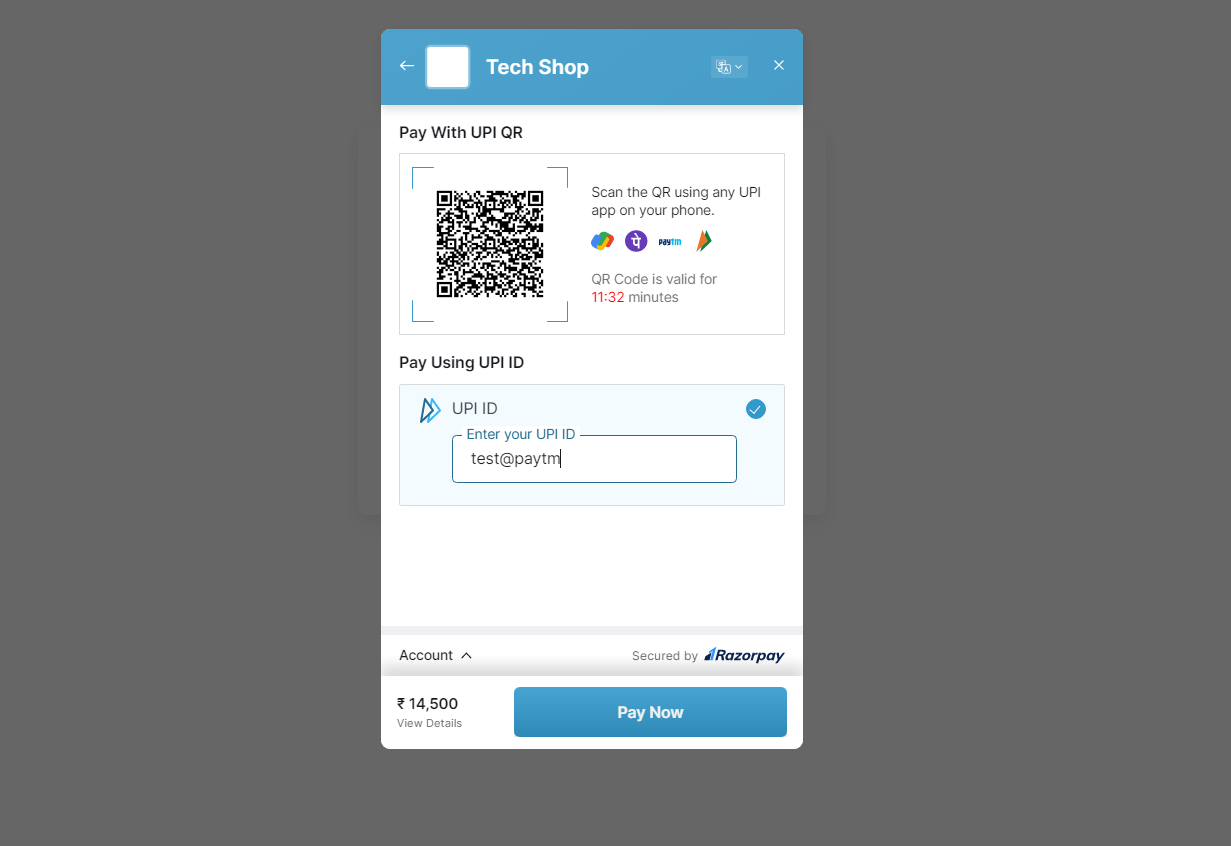 Tech Shop
Pay With UPI QR
Scan the QR using any UPI
app on your phone.
पे
paytm
QR Code is valid for
11:32 minutes
Pay Using UPI ID
UPI ID
Enter your UPI ID
test@paytm
Account
Secured by Razorpay
₹ 14,500
View Details
Pay Now